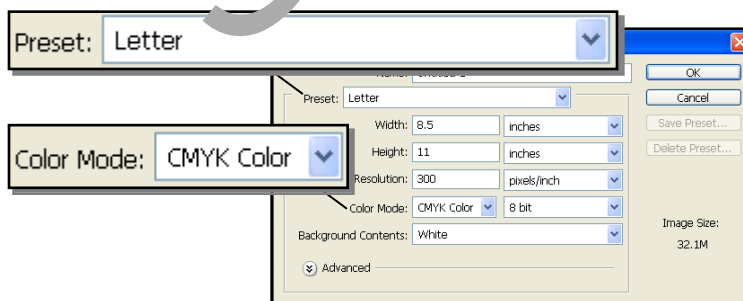 Preset: Letter
OK
Preset: Letter
Cancel
Width: 8.5 inches
Save Preset...
Height: 11 inches
Delete Preset...
Color Mode: CMYK Color
Resolution: 300 pixels/inch
Color Mode: CMYK Color 8 bit
Image Size:
32.1M
Background Contents: White
Advanced